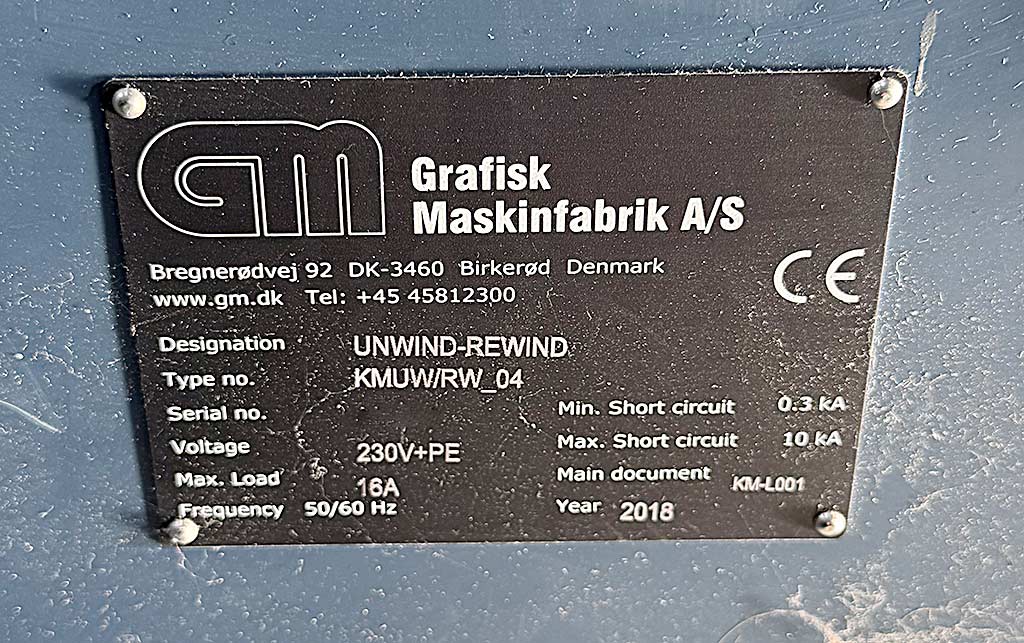 GM
Grafisk
Maskinfabrik A/S
Bregnerødvej 92 DK-3460 Birkerød Denmark
www.gm.dk Tel: +45 45812300
CE
Designation UNWIND-REWIND
Type no. KMUW/RW_04
Serial no.
Voltage 230V+PE
Max. Load 16A
Frequency 50/60 Hz
Min. Short circuit 0.3 kA
Max. Short circuit 10 kA
Main document KM-L001
Year 2018